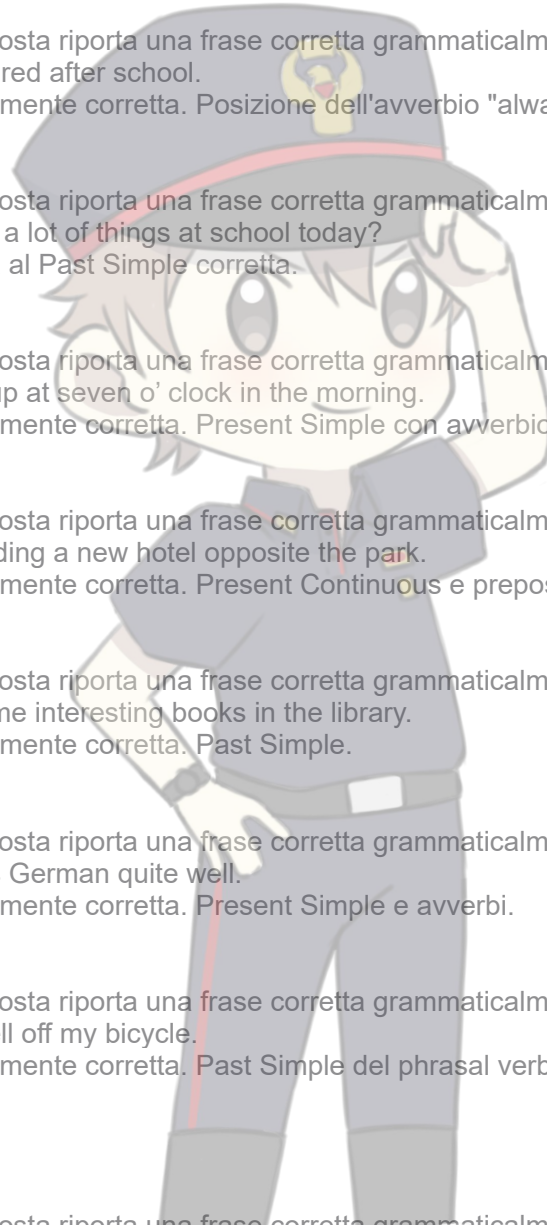 osta riporta una frase corretta grammaticalm
red after school.
mente corretta. Posizione dell'avverbio "alwa
osta riporta una frase corretta grammaticalm
a lot of things at school today?
al Past Simple corretta.
osta riporta una frase corretta grammaticalm
up at seven o’ clock in the morning.
mente corretta. Present Simple con avverbio
osta riporta una frase corretta grammaticalm
ding a new hotel opposite the park.
mente corretta. Present Continuous e prepos
osta riporta una frase corretta grammaticalm
me interesting books in the library.
mente corretta. Past Simple.
osta riporta una frase corretta grammaticalm
German quite well.
mente corretta. Present Simple e avverbi.
osta riporta una frase corretta grammaticalm
ll off my bicycle.
mente corretta. Past Simple del phrasal verb
osta riporta una frase corretta grammaticalm